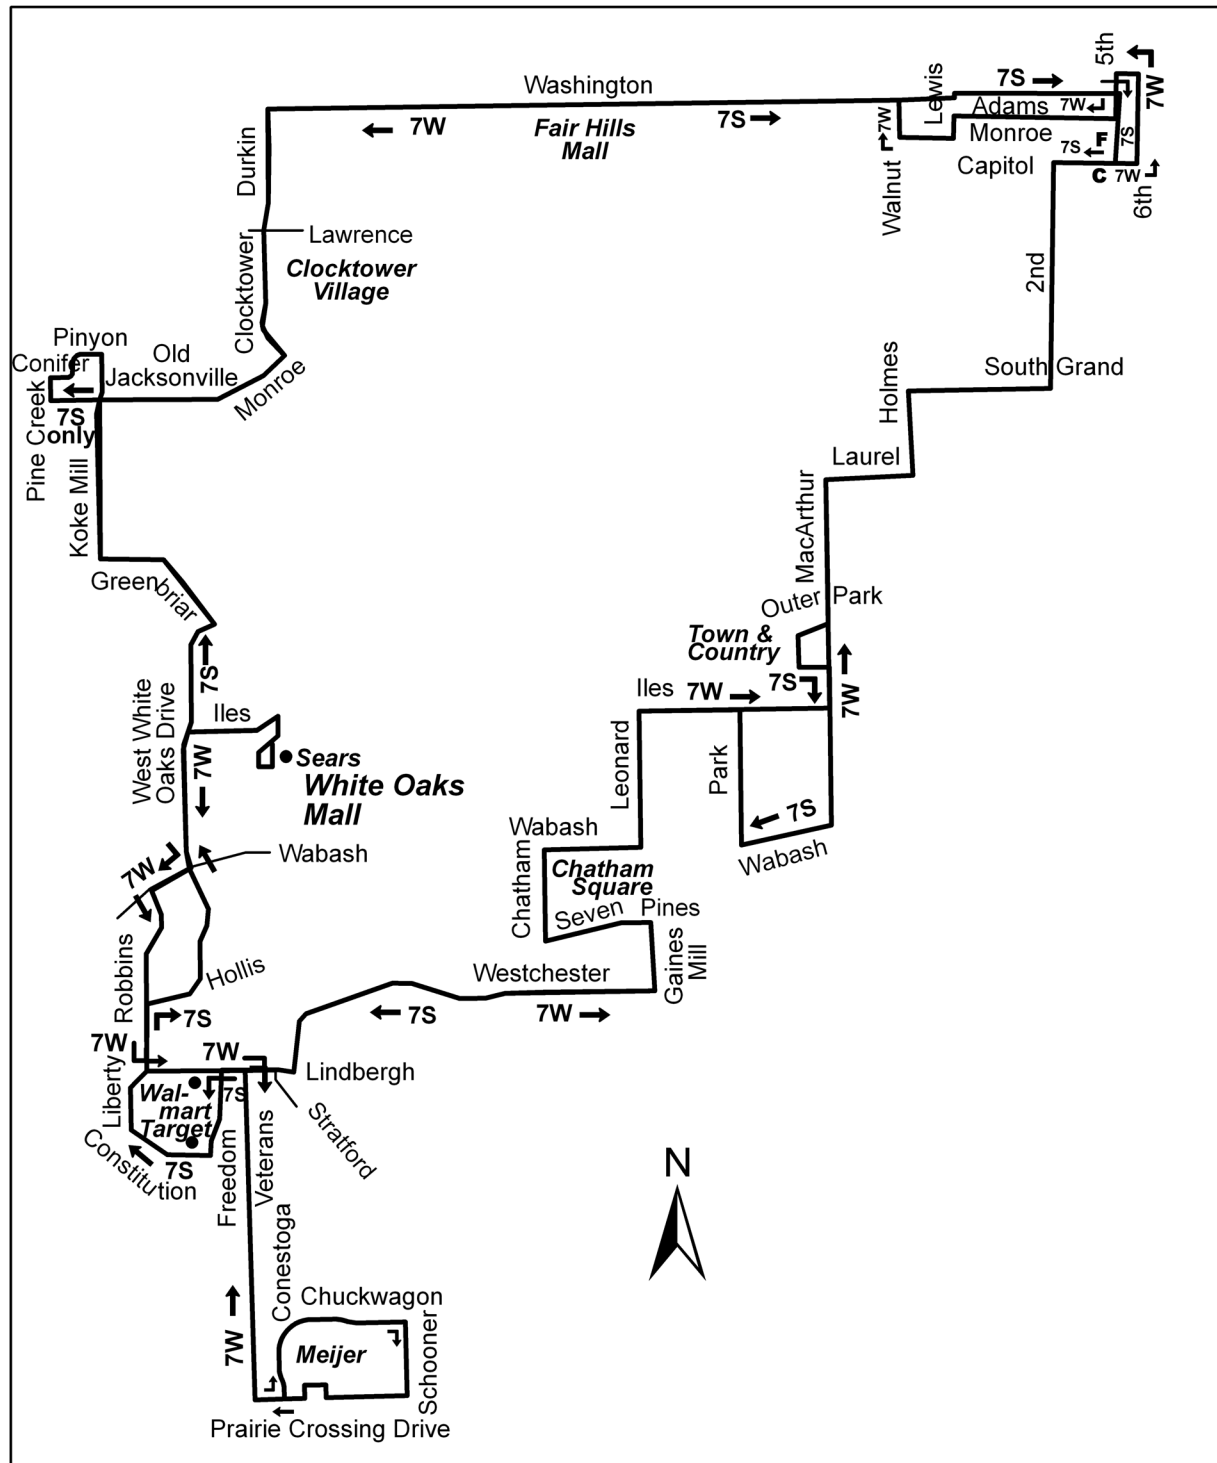 5th
7S
7W
Washington
Lewis
Adams
7W
7W
7S
Fair Hills
Mall
7W
Monroe
F
7S
7S
Capitol
C
7W
Walnut
6th
Durkin
Lawrence
Clocktower
Clocktower
Village
2nd
Pinyon
Conifer
Old
Jacksonville
Monroe
South Grand
Holmes
7S
only
Pine Creek
Koke Mill
Laurel
MacArthur
Greenbriar
Outer Park
Town &
Country
7S
7W
Iles
7W
7S
West White
Oaks Drive
Iles
7W
Sears
White Oaks
Mall
Leonard
Park
7S
Wabash
Wabash
Wabash
7W
Chatham
Chatham
Square
Seven Pines
Gaines
Mill
Robbins
Hollis
Westchester
7S
7W
7S
7W
7W
Lindbergh
Liberty
Wal-
mart
Target
7S
Stratford
Constitution
7S
Freedom
Veterans
N
Conestoga
Chuckwagon
Schooner
7W
Meijer
Prairie Crossing Drive